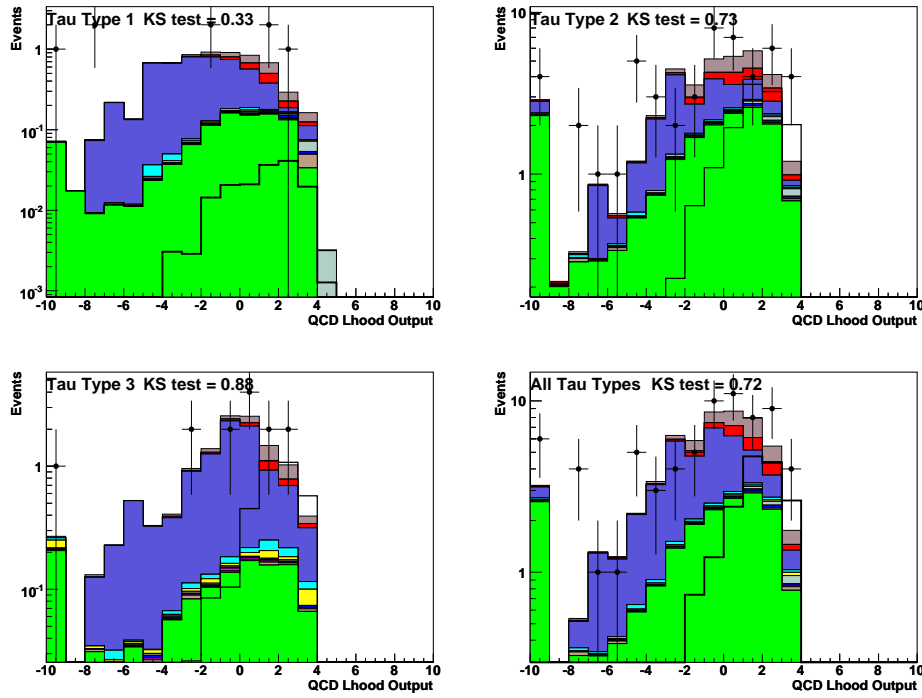 Tau Type 1 KS test = 0.33
Events
1
10^-1
10^-2
10^-3
-10 -8 -6 -4 -2 0 2 4 6 8 10
QCD Lhood Output
Tau Type 2 KS test = 0.73
Events
10
1
-10 -8 -6 -4 -2 0 2 4 6 8 10
QCD Lhood Output
Tau Type 3 KS test = 0.88
Events
1
10^-1
-10 -8 -6 -4 -2 0 2 4 6 8 10
QCD Lhood Output
All Tau Types KS test = 0.72
Events
10
1
-10 -8 -6 -4 -2 0 2 4 6 8 10
QCD Lhood Output